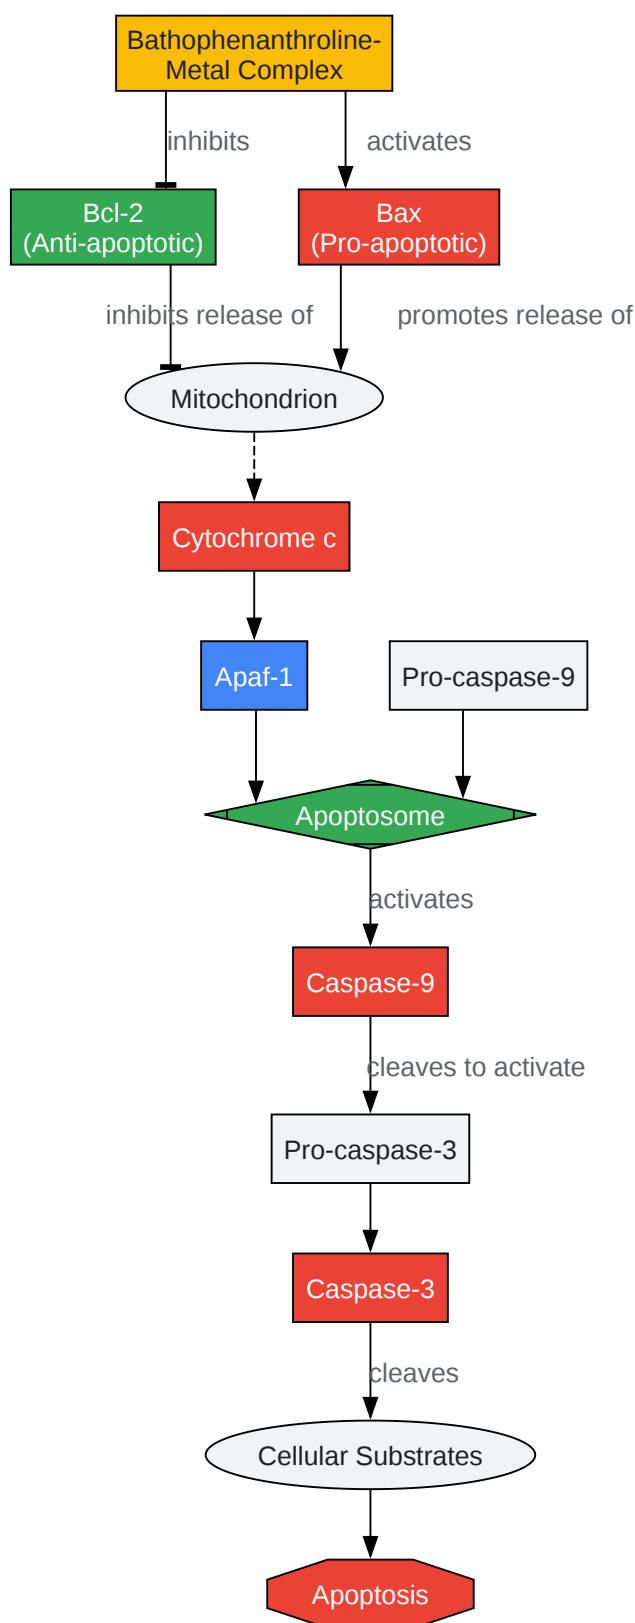 Bathophenanthroline-
Metal Complex
inhibits
activates
Bcl-2
(Anti-apoptotic)
Bax
(Pro-apoptotic)
inhibits release of
promotes release of
Mitochondrion
Cytochrome c
Apaf-1
Pro-caspase-9
Apoptosome
activates
Caspase-9
cleaves to activate
Pro-caspase-3
Caspase-3
cleaves
Cellular Substrates
Apoptosis